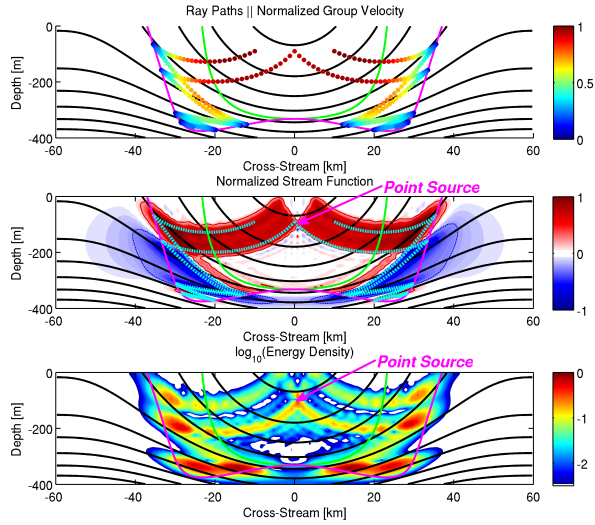 Ray Paths || Normalized Group Velocity
0
-200
-400
Depth [m]
-60 -40 -20 0 20 40 60
Cross-Stream [km]
1
0.5
0
Normalized Stream Function
Point Source
0
-200
-400
Depth [m]
-60 -40 -20 0 20 40 60
Cross-Stream [km]
1
0
-1
log10(Energy Density)
Point Source
0
-200
-400
Depth [m]
-60 -40 -20 0 20 40 60
Cross-Stream [km]
0
-1
-2